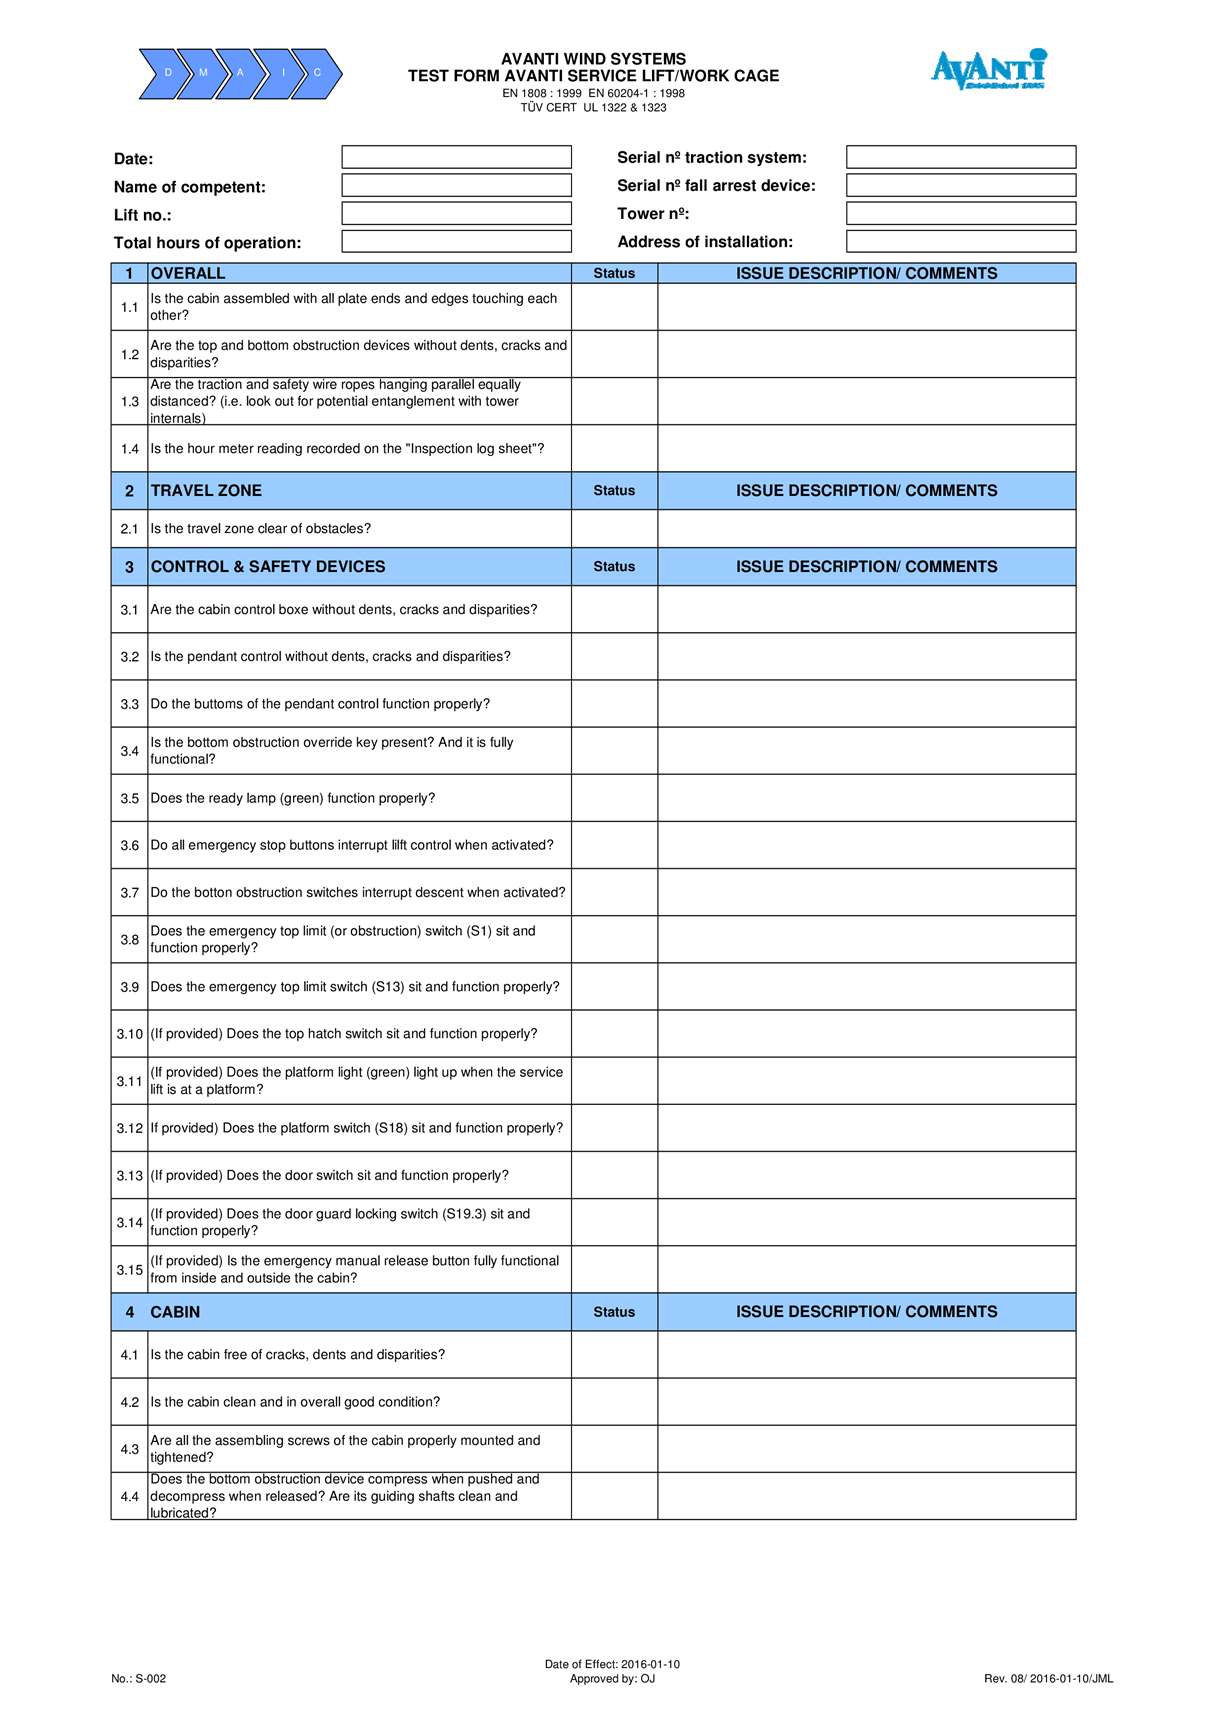 D M A I C
AVANTI WIND SYSTEMS
TEST FORM AVANTI SERVICE LIFT/WORK CAGE
EN 1808 : 1999  EN 60204-1 : 1998
TÜV CERT  UL 1322 & 1323
AVANTI
Established 1885
Date:
Serial nº traction system:
Name of competent:
Serial nº fall arrest device:
Lift no.:
Tower nº:
Total hours of operation:
Address of installation:
1 OVERALL Status ISSUE DESCRIPTION/ COMMENTS
1.1 Is the cabin assembled with all plate ends and edges touching each
other?
1.2 Are the top and bottom obstruction devices without dents, cracks and
disparities?
1.3 Are the traction and safety wire ropes hanging parallel equally
distanced? (i.e. look out for potential entanglement with tower
internals)
1.4 Is the hour meter reading recorded on the "Inspection log sheet"?
2 TRAVEL ZONE Status ISSUE DESCRIPTION/ COMMENTS
2.1 Is the travel zone clear of obstacles?
3 CONTROL & SAFETY DEVICES Status ISSUE DESCRIPTION/ COMMENTS
3.1 Are the cabin control boxe without dents, cracks and disparities?
3.2 Is the pendant control without dents, cracks and disparities?
3.3 Do the buttoms of the pendant control function properly?
3.4 Is the bottom obstruction override key present? And it is fully
functional?
3.5 Does the ready lamp (green) function properly?
3.6 Do all emergency stop buttons interrupt lilft control when activated?
3.7 Do the botton obstruction switches interrupt descent when activated?
3.8 Does the emergency top limit (or obstruction) switch (S1) sit and
function properly?
3.9 Does the emergency top limit switch (S13) sit and function properly?
3.10 (If provided) Does the top hatch switch sit and function properly?
3.11 (If provided) Does the platform light (green) light up when the service
lift is at a platform?
3.12 If provided) Does the platform switch (S18) sit and function properly?
3.13 (If provided) Does the door switch sit and function properly?
3.14 (If provided) Does the door guard locking switch (S19.3) sit and
function properly?
3.15 (If provided) Is the emergency manual release button fully functional
from inside and outside the cabin?
4 CABIN Status ISSUE DESCRIPTION/ COMMENTS
4.1 Is the cabin free of cracks, dents and disparities?
4.2 Is the cabin clean and in overall good condition?
4.3 Are all the assembling screws of the cabin properly mounted and
tightened?
4.4 Does the bottom obstruction device compress when pushed and
decompress when released? Are its guiding shafts clean and
lubricated?
Date of Effect: 2016-01-10
No.: S-002
Approved by: OJ
Rev. 08/ 2016-01-10/JML